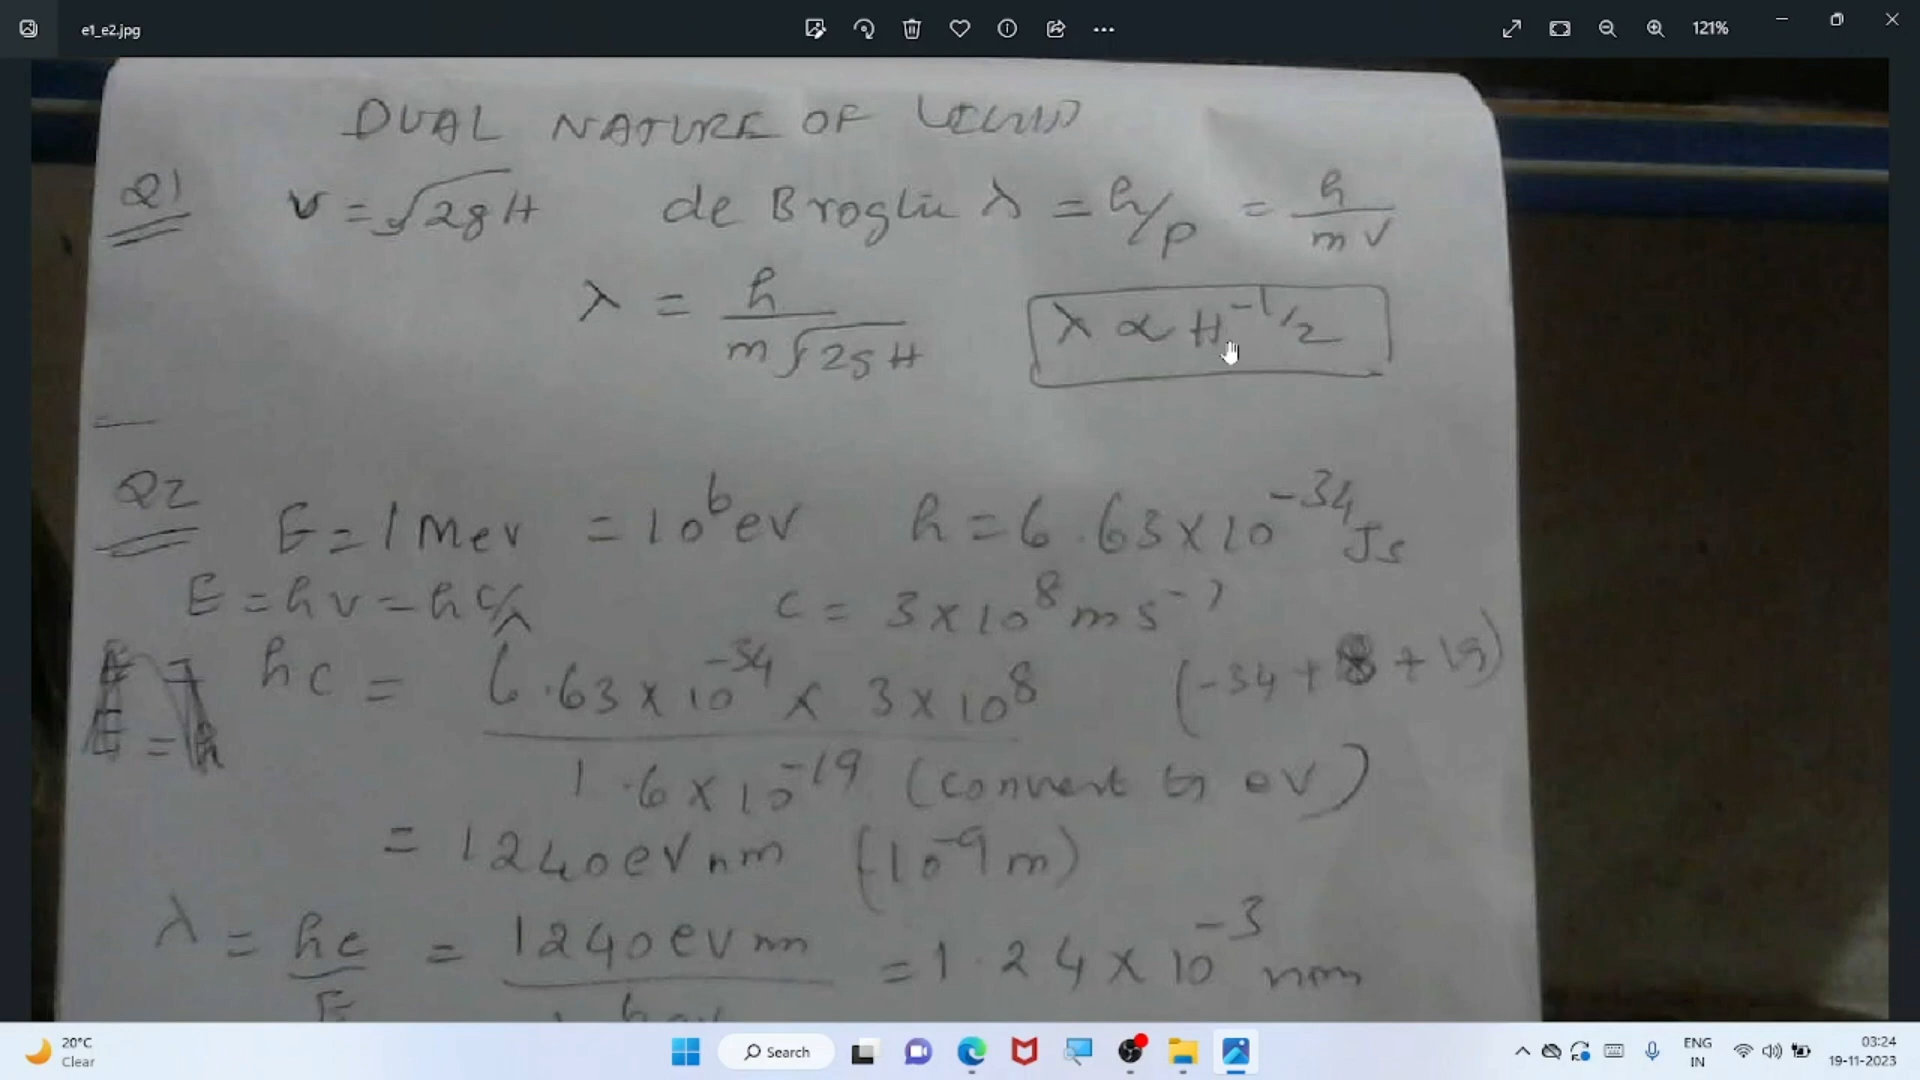 e1_e2.jpg
121%
DUAL NATURE OF
Q1
v = √2gH de Broglie λ = h/p = h/mv
λ = h / m√2gH
λ ∝ H^-1/2
Q2
E = 1 Mev = 10^6 ev h = 6.63 x 10^-34 Js
E = hν = hc/λ c = 3 x 10^8 ms^-1
hc = 6.63 x 10^-34 x 3 x 10^8 (-34 + 8 + 19)
1.6 x 10^-19 (convert to eV)
= 1240 eV nm (10^-9 m)
λ = hc/E = 1240 eV nm = 1.24 x 10^-3 nm
20°C
Clear
Search
ENG
IN
03:24
19-11-2023